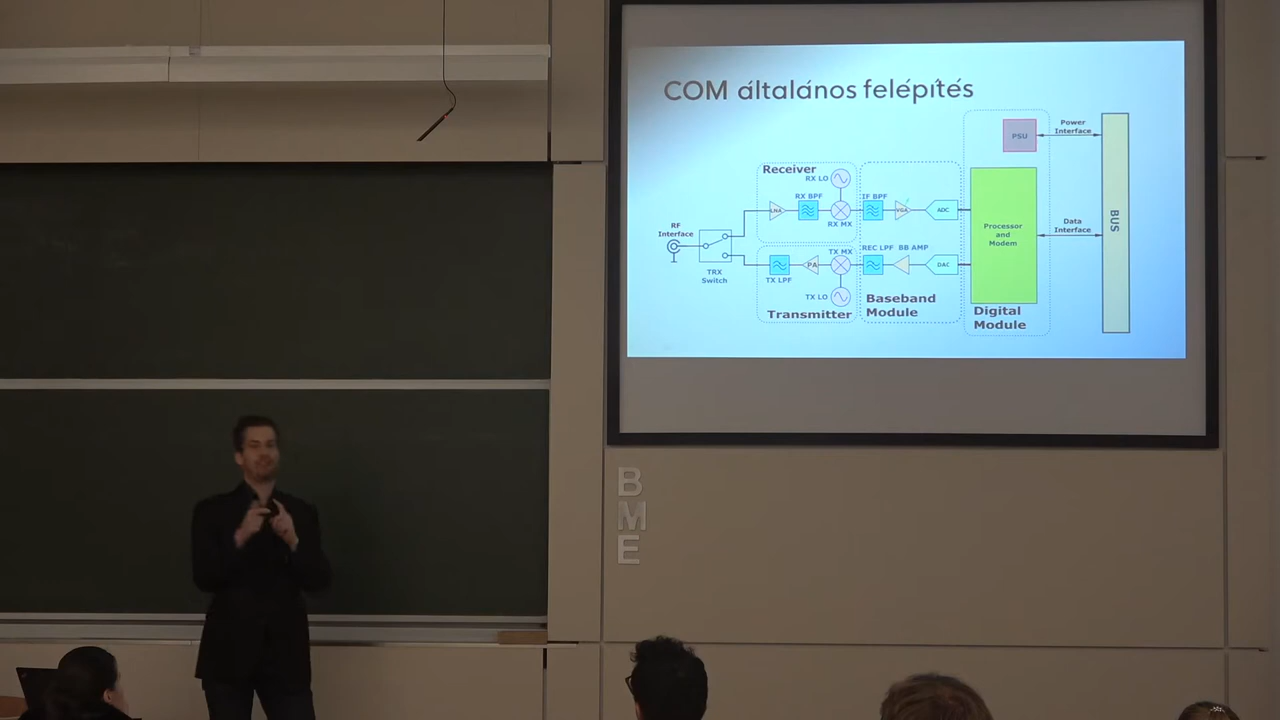 COM általános felépítés
PSU
Power
Interface
Receiver
RX LO
RX BPF
IF BPF
LNA
VGA
ADC
RX MX
RF
Interface
Processor
and
Modem
Data
Interface
BUS
TX MX
REC LPF
BB AMP
PA
DAC
TRX
Switch
TX LPF
TX LO
Baseband
Module
Transmitter
Digital
Module
B
M
E